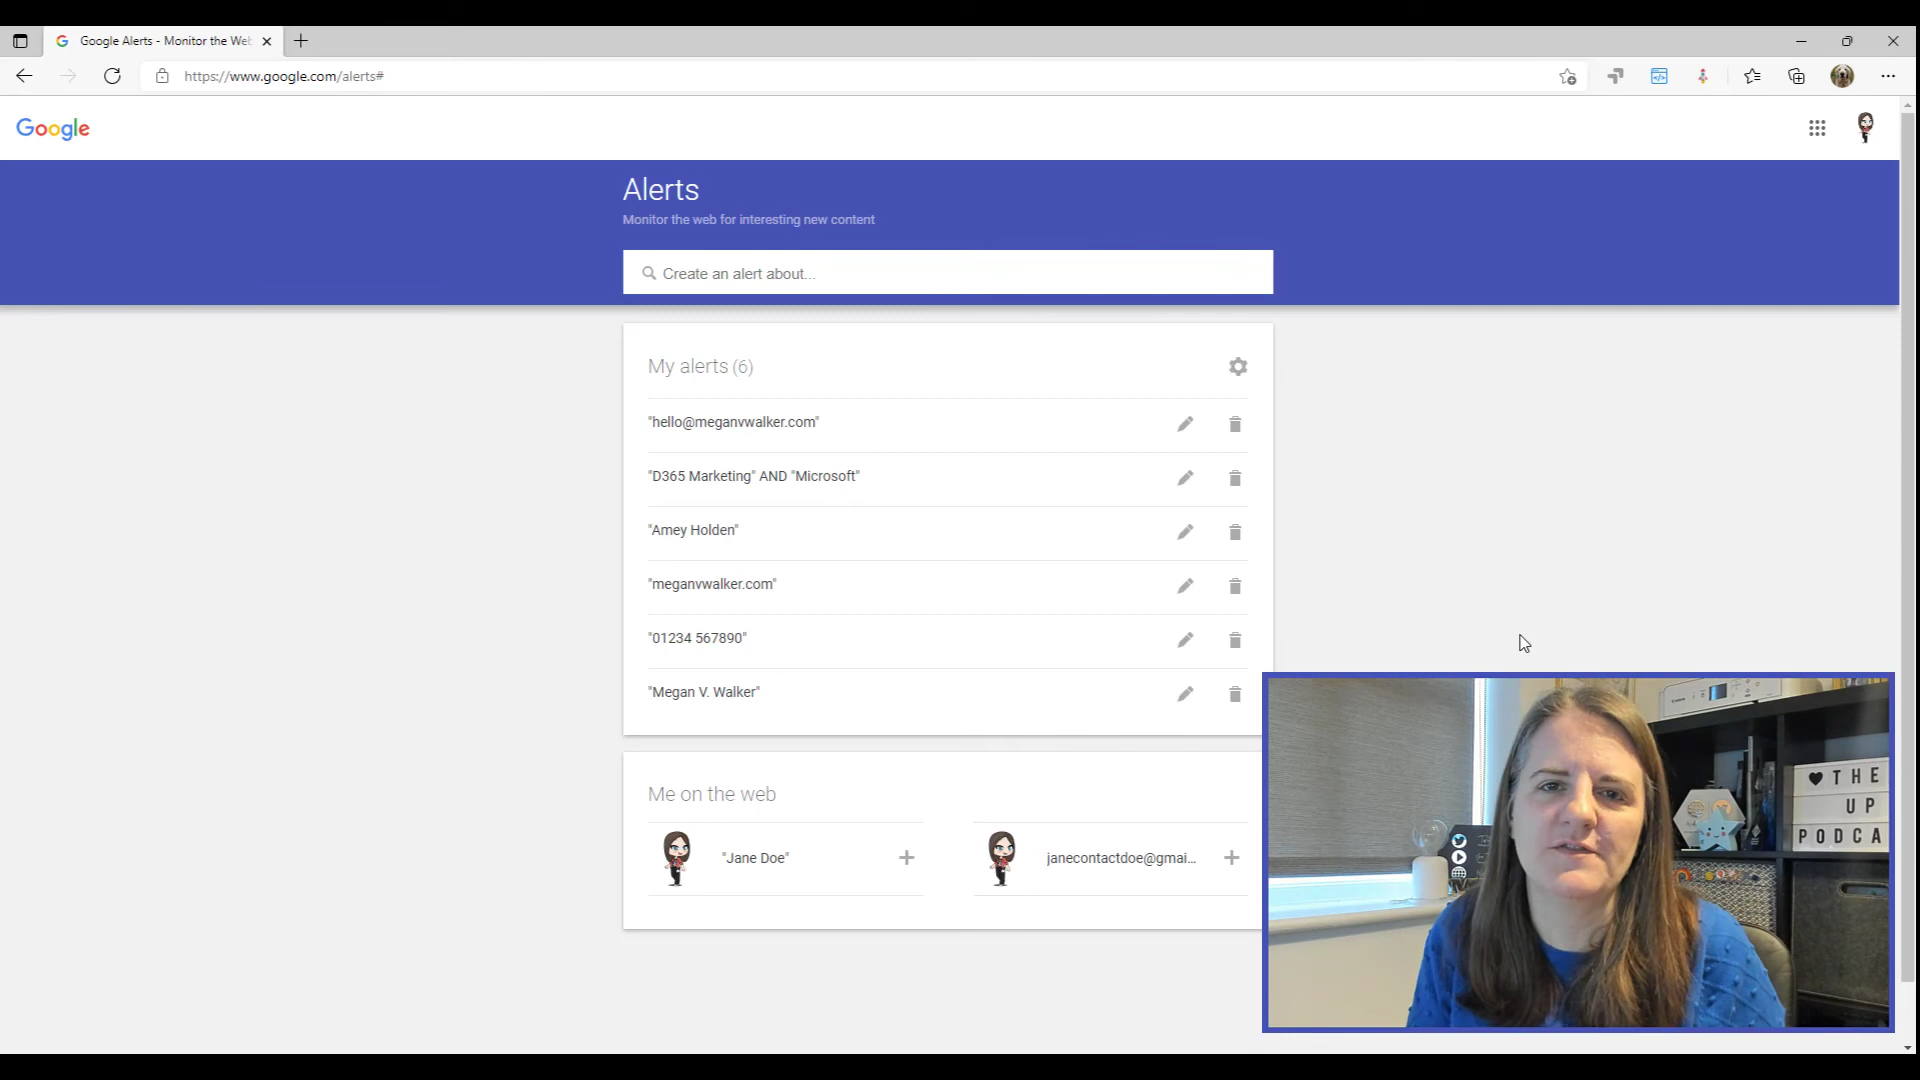 Google Alerts - Monitor the Web
https://www.google.com/alerts#
Google
Alerts
Monitor the web for interesting new content
Create an alert about...
My alerts (6)
"hello@meganvwalker.com"
"D365 Marketing" AND "Microsoft"
"Amey Holden"
"meganvwalker.com"
"01234 567890"
"Megan V. Walker"
Me on the web
"Jane Doe"
janecontactdoe@gmai...
THE
UP
PODCA